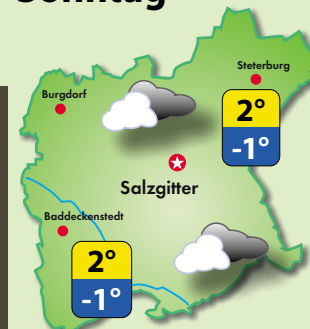 Sonntag
Steterburg
Burgdorf
2°
-1°
Salzgitter
Baddeckenstedt
2°
-1°